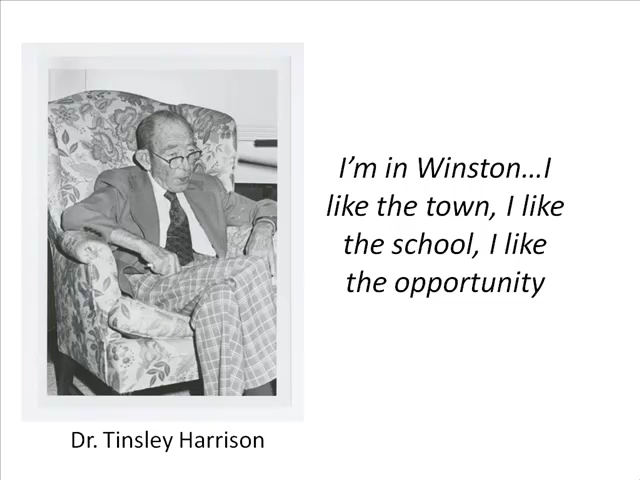 I’m in Winston…I
like the town, I like
the school, I like
the opportunity
Dr. Tinsley Harrison